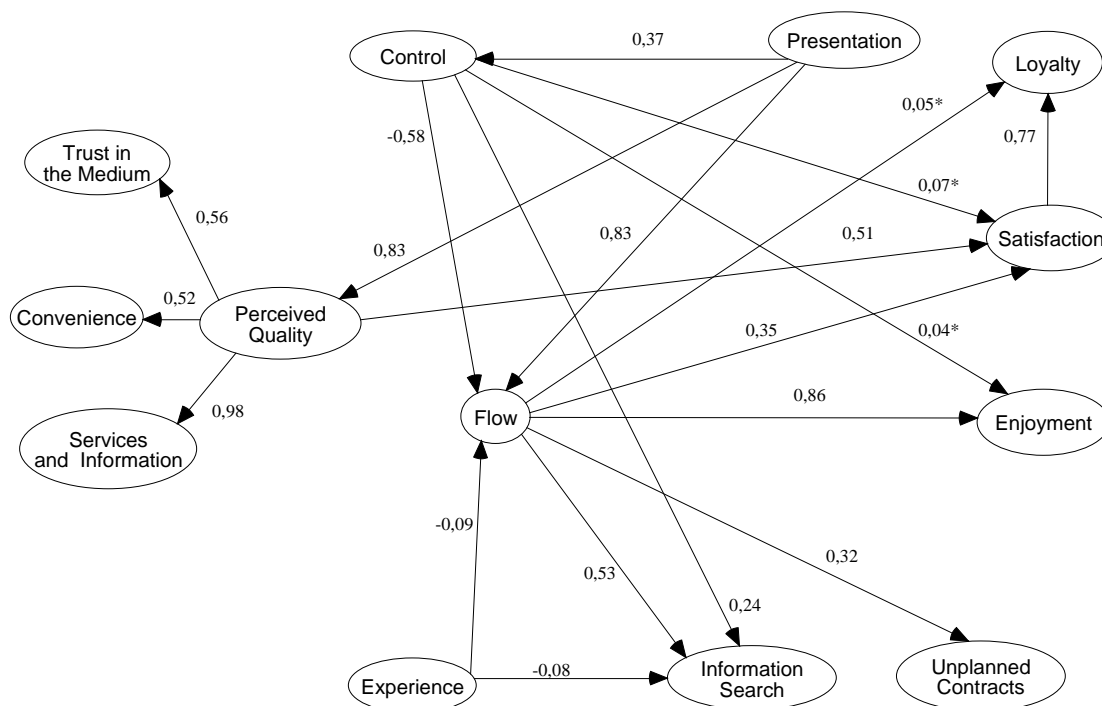 Presentation
0,37
Control
Loyalty
0,05*
-0,58
0,77
Trust in
the Medium
0,07*
0,56
0,83
0,83
0,51
Satisfaction
0,52
Convenience
Perceived
Quality
0,35
0,04*
0,86
0,98
Flow
Enjoyment
Services
and Information
-0,09
0,53
0,32
0,24
-0,08
Experience
Information
Search
Unplanned
Contracts